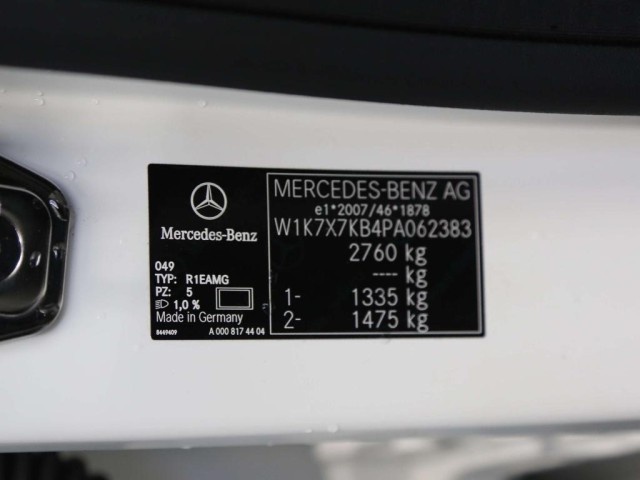 Mercedes-Benz
049
TYP: R1EAMG
PZ: 5
1,0 %
Made in Germany
8449409 A 000 817 44 04
MERCEDES-BENZ AG
e1*2007/46*1878
W1K7X7KB4PA062383
2760 kg
---- kg
1- 1335 kg
2- 1475 kg